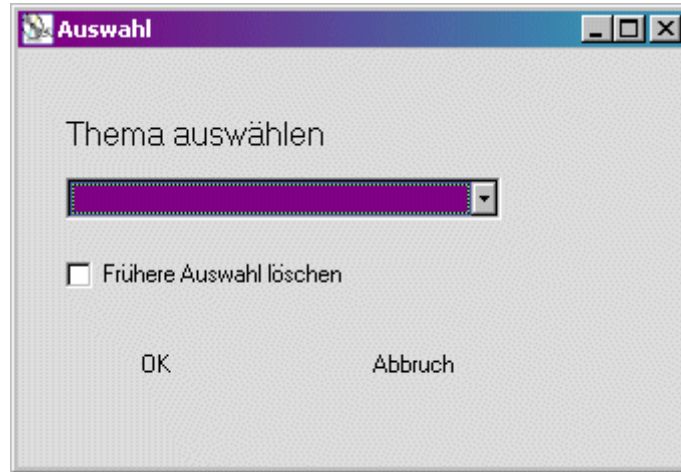 Auswahl
Thema auswählen
Frühere Auswahl löschen
OK Abbruch